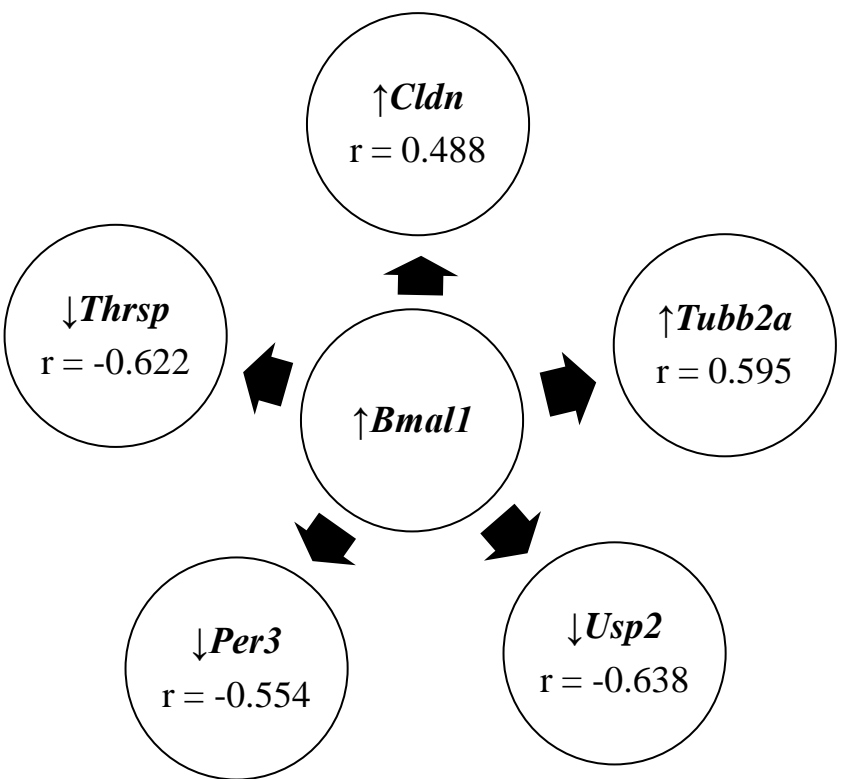 ↑Cldn
r = 0.488
↓Thrsp
r = -0.622
↑Tubb2a
r = 0.595
↑Bmal1
↓Per3
r = -0.554
↓Usp2
r = -0.638